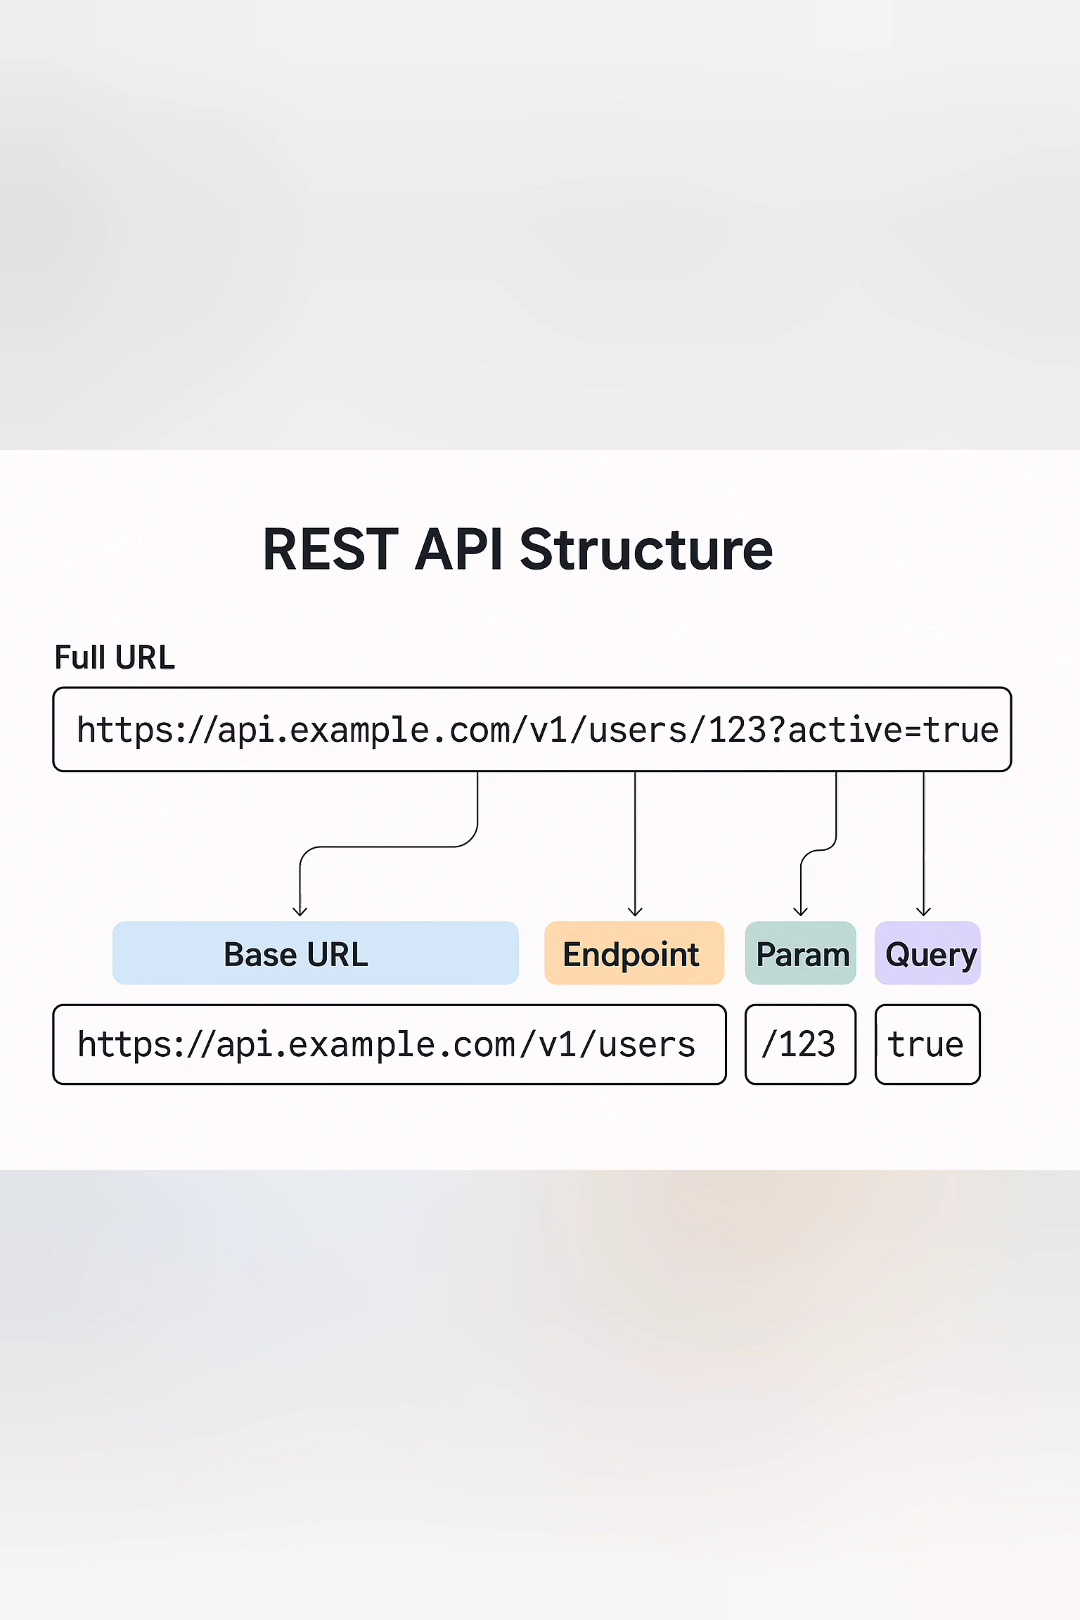 REST API Structure
Full URL
https://api.example.com/v1/users/123?active=true
Base URL Endpoint Param Query
https://api.example.com/v1/users /123 true